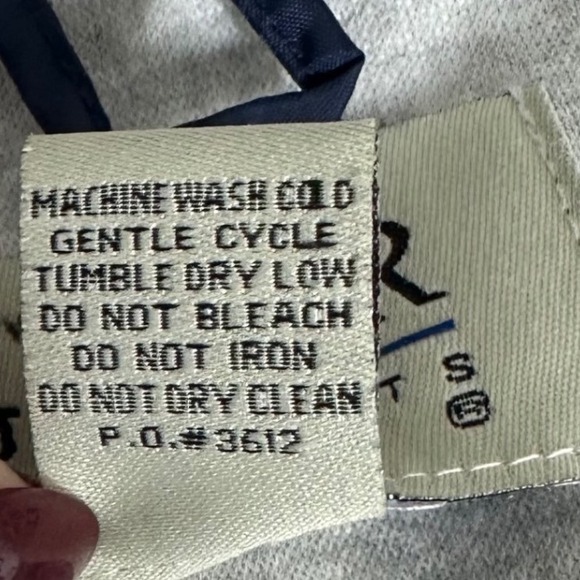 MACHINE WASH COLD
GENTLE CYCLE
TUMBLE DRY LOW
DO NOT BLEACH
DO NOT IRON
DO NOT DRY CLEAN
P.O.#3612
R
T
S
®